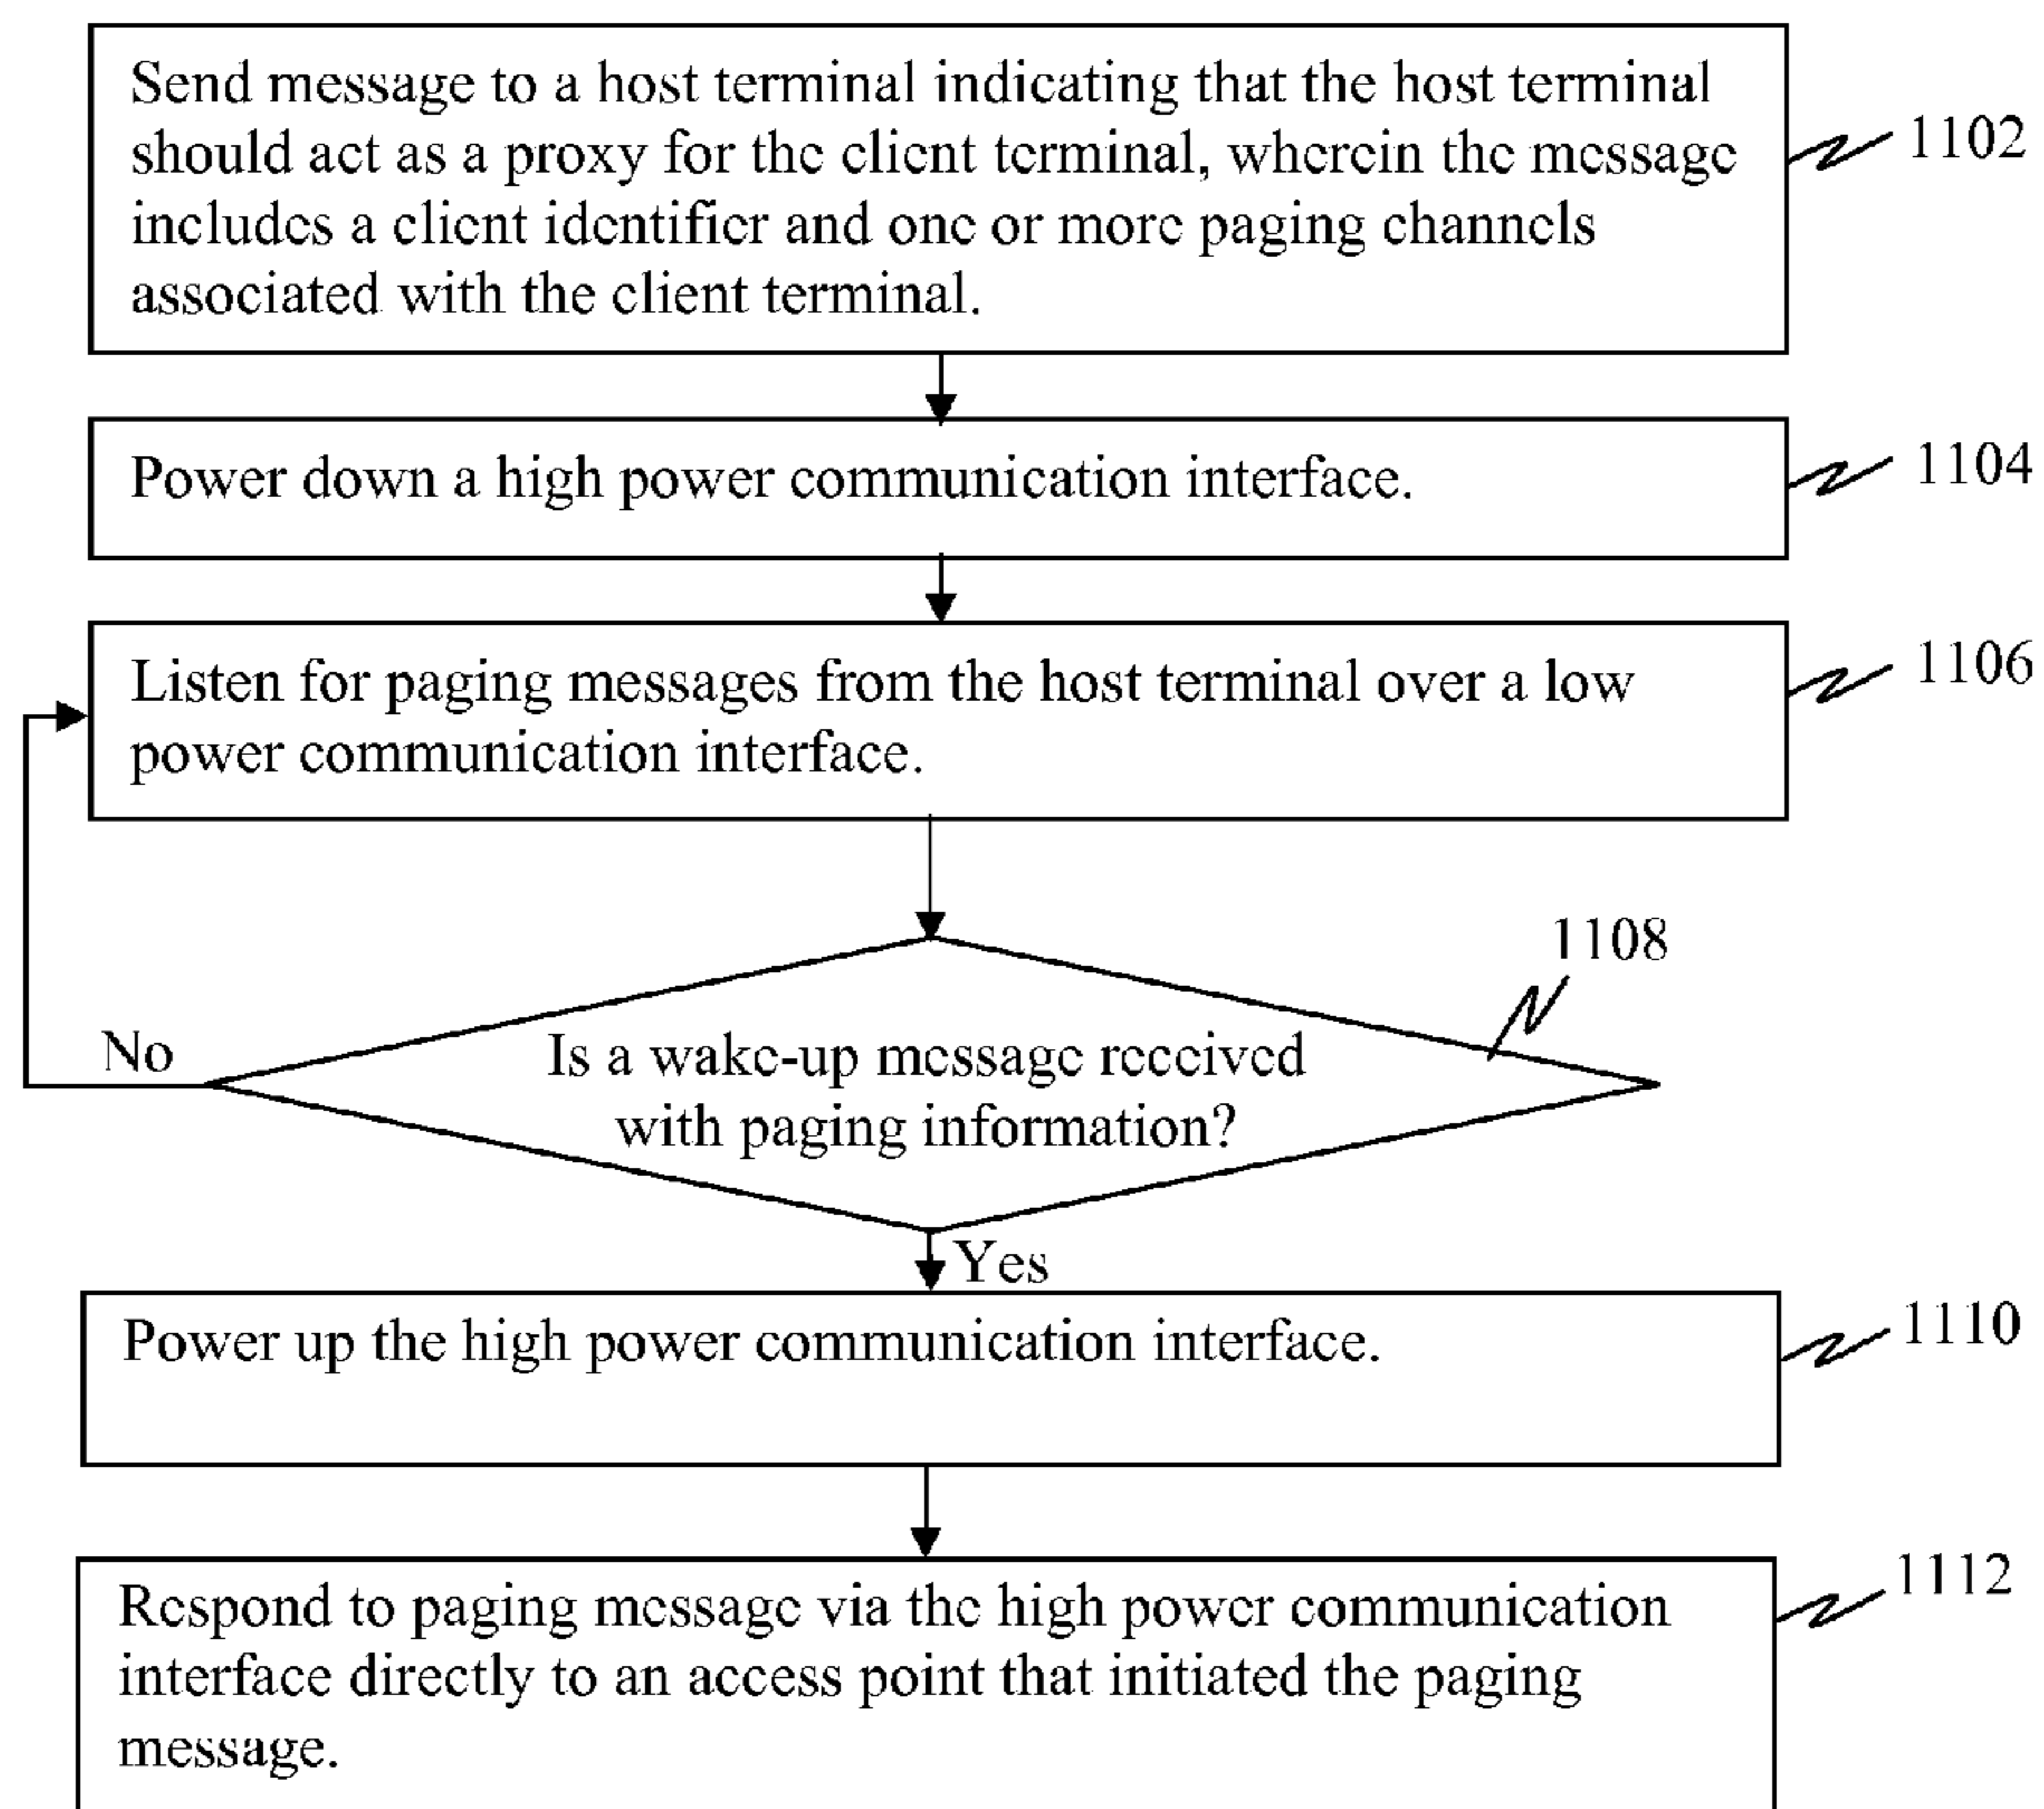 Send message to a host terminal indicating that the host terminal
should act as a proxy for the client terminal, wherein the message
includes a client identifier and one or more paging channels
associated with the client terminal.
1102
Power down a high power communication interface.
1104
Listen for paging messages from the host terminal over a low
power communication interface.
1106
1108
No
Is a wake-up message received
with paging information?
Yes
Power up the high power communication interface.
1110
Respond to paging message via the high power communication
interface directly to an access point that initiated the paging
message.
1112